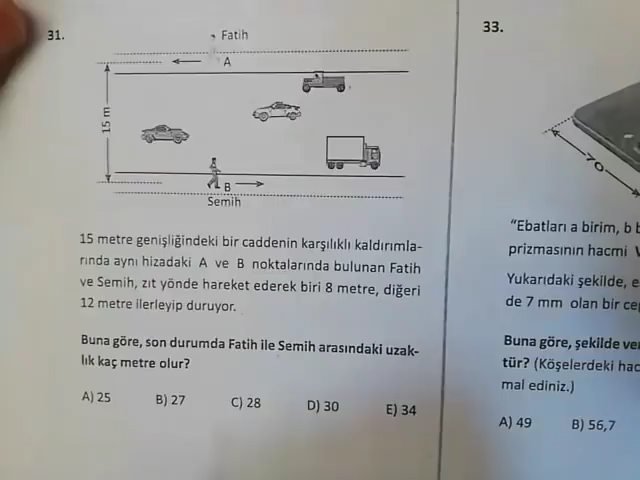 31.
Fatih
A
15 m
B
Semih
15 metre genişliğindeki bir caddenin karşılıklı kaldırımla-
rında aynı hizadaki A ve B noktalarında bulunan Fatih
ve Semih, zıt yönde hareket ederek biri 8 metre, diğeri
12 metre ilerleyip duruyor.
Buna göre, son durumda Fatih ile Semih arasındaki uzak-
lık kaç metre olur?
A) 25 B) 27 C) 28 D) 30 E) 34
33.
70
"Ebatları a birim, b
prizmasının hacmi
Yukarıdaki şekilde,
de 7 mm olan bir
Buna göre, şekilde
tür? (Köşelerdeki
mal ediniz.)
A) 49 B) 56,7